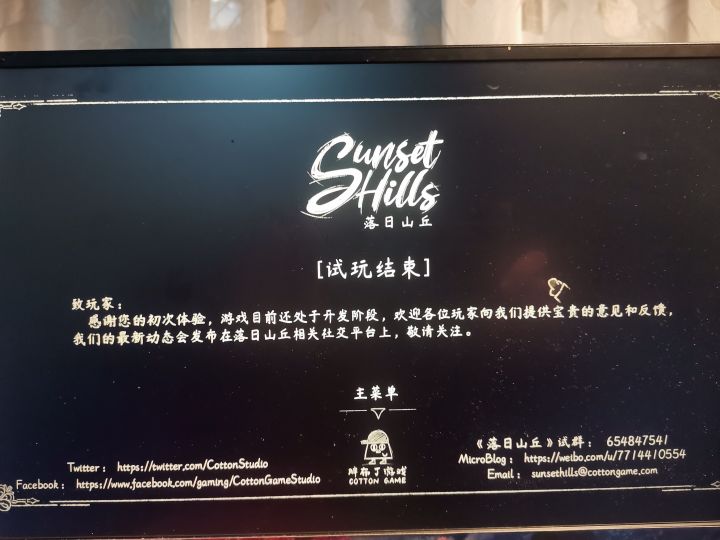 Sunset
Hills
落日山丘
[试玩结束]
致玩家：
感谢您的初次体验，游戏目前还处于开发阶段，欢迎各位玩家向我们提供宝贵的意见和反馈，
我们的最新动态会发布在落日山丘相关社交平台上，敬请关注。
主菜单
Twitter： https://twitter.com/CottonStudio
Facebook： https://www.facebook.com/gaming/CottonGameStudio
胖布丁游戏
COTTON GAME
《落日山丘》试群： 654847541
MicroBlog： https://weibo.com/u/7714410554
Email： sunsethills@cottongame.com